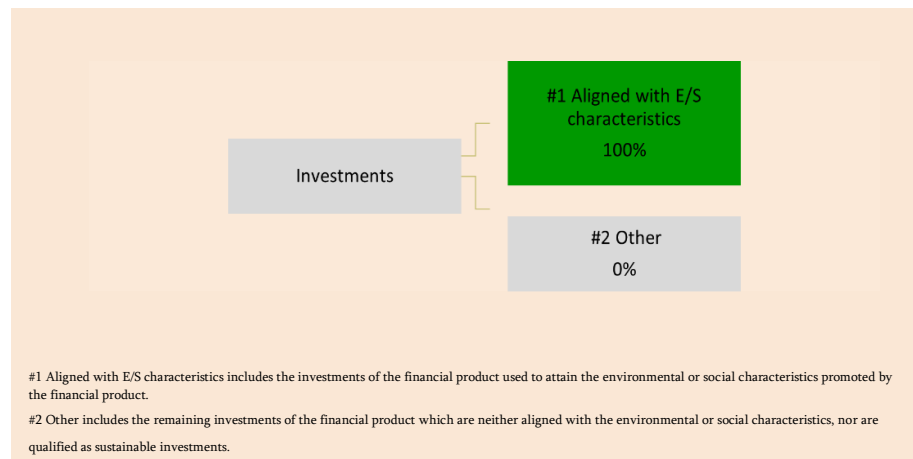 #1 Aligned with E/S
characteristics
100%
Investments
#2 Other
0%
#1 Aligned with E/S characteristics includes the investments of the financial product used to attain the environmental or social characteristics promoted by
the financial product.
#2 Other includes the remaining investments of the financial product which are neither aligned with the environmental or social characteristics, nor are
qualified as sustainable investments.